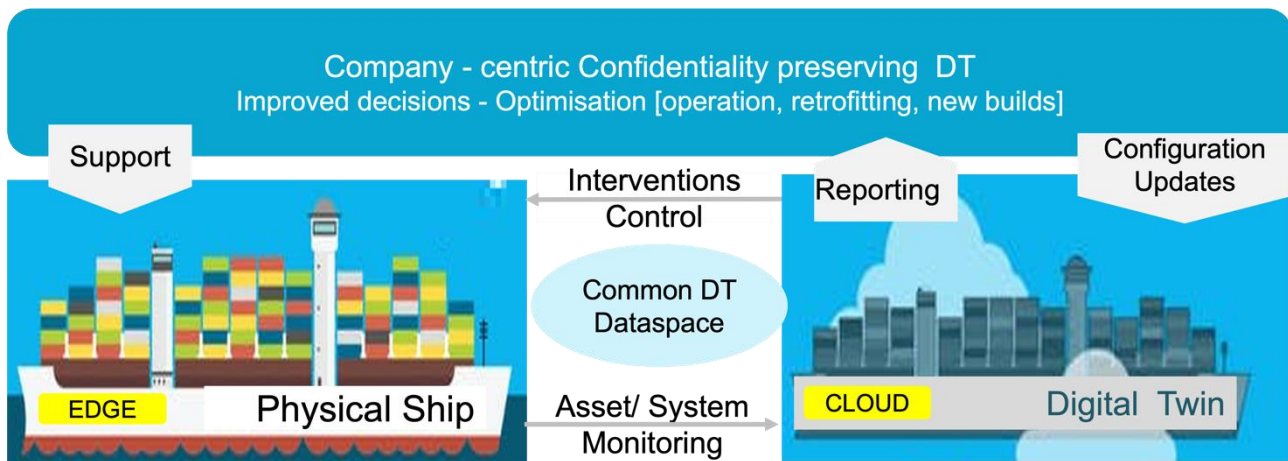 Company - centric Confidentiality preserving DT
Improved decisions - Optimisation [operation, retrofitting, new builds]
Support
Interventions
Control
Reporting
Configuration
Updates
Common DT
Dataspace
EDGE
Physical Ship
Asset/ System
Monitoring
CLOUD
Digital Twin